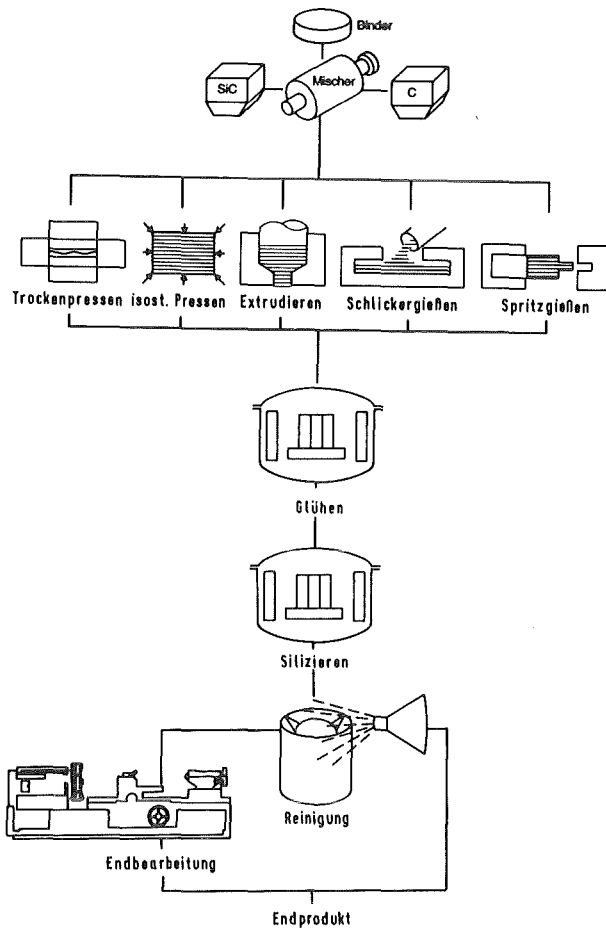 Binder
SiC
Mischer
C
Trockenpressen isost. Pressen Extrudieren Schlickergießen Spritzgießen
Glühen
Silizieren
Reinigung
Endbearbeitung
Endprodukt